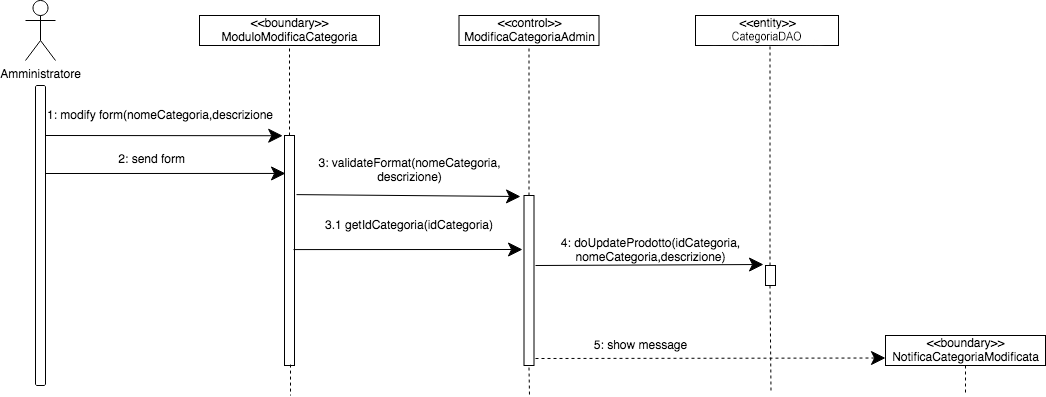 <<boundary>>
ModuloModificaCategoria
<<control>>
ModificaCategoriaAdmin
<<entity>>
CategoriaDAO
Amministratore
1: modify form(nomeCategoria,descrizione
2: send form
3: validateFormat(nomeCategoria,
descrizione)
3.1 getIdCategoria(idCategoria)
4: doUpdateProdotto(idCategoria,
nomeCategoria,descrizione)
5: show message
<<boundary>>
NotificaCategoriaModificata